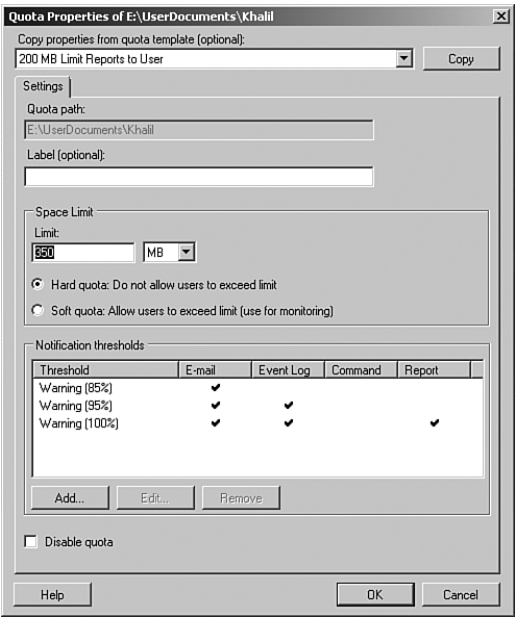 Quota Properties of E:\UserDocuments\Khalil
Copy properties from quota template (optional):
200 MB Limit Reports to User
Copy
Settings
Quota path:
E:\UserDocuments\Khalil
Label (optional):
Space Limit
Limit:
350 MB
Hard quota: Do not allow users to exceed limit
Soft quota: Allow users to exceed limit (use for monitoring)
Notification thresholds
Threshold E-mail Event Log Command Report
Warning (85%)
Warning (95%)
Warning (100%)
Add... Edit... Remove
Disable quota
Help OK Cancel